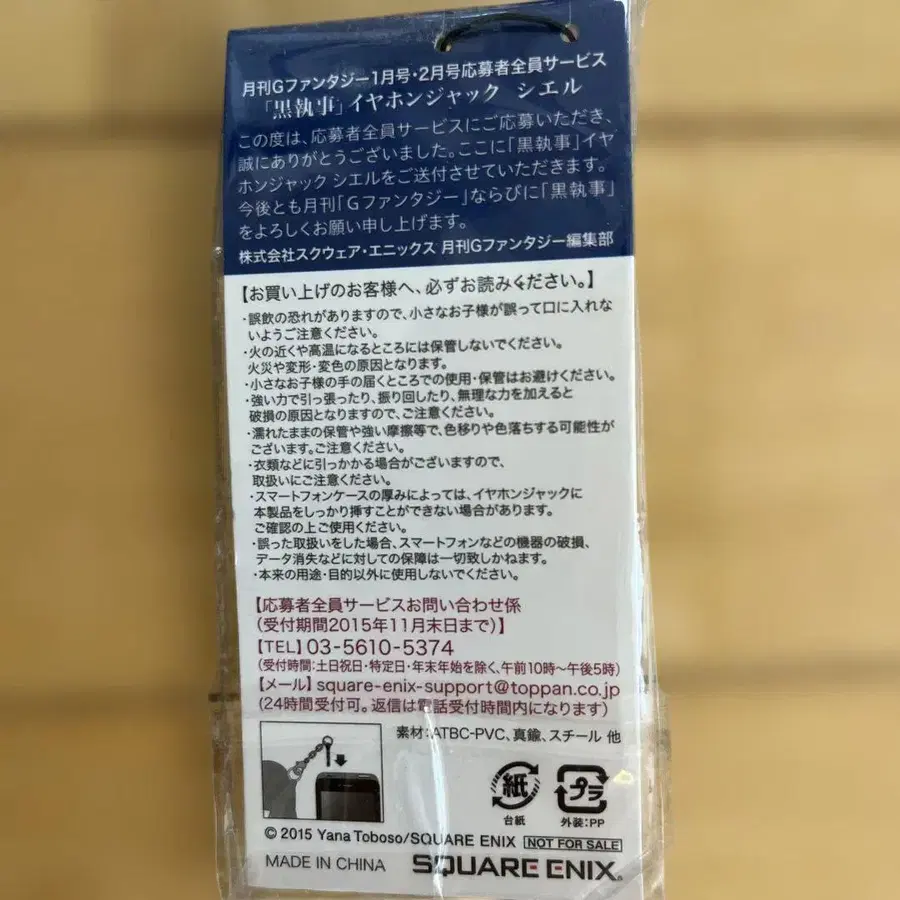 月刊Gファンタジー1月号・2月号応募者全員サービス
「黒執事」イヤホンジャック シエル
この度は、応募者全員サービスにご応募いただき、
誠にありがとうございました。ここに「黒執事」イヤ
ホンジャック シエルをご送付させていただきます。
今後とも月刊「Gファンタジー」ならびに「黒執事」
をよろしくお願い申し上げます。
株式会社スクウェア・エニックス 月刊Gファンタジー編集部
【お買い上げのお客様へ、必ずお読みください。】
・誤飲の恐れがありますので、小さなお子様が誤って口に入れな
いようご注意ください。
・火の近くや高温になるところには保管しないでください。
火災や変形・変色の原因となります。
・小さなお子様の手の届くところでの使用・保管はお避けください。
・強い力で引っ張ったり、振り回したり、無理な力を加えると
破損の原因となりますので、ご注意ください。
・濡れたままの保管や強い摩擦等で、色移りや色落ちする可能性が
ございます。ご注意ください。
・衣類などに引っかかる場合がございますので、
取扱いにご注意ください。
・スマートフォンケースの厚みによっては、イヤホンジャックに
本製品をしっかり挿すことができない場合があります。
ご確認の上ご使用ください。
・誤った取扱いをした場合、スマートフォンなどの機器の破損、
データ消失などに対しての保障は一切致しかねます。
・本来の用途・目的以外に使用しないでください。
【応募者全員サービスお問い合わせ係
(受付期間2015年11月末日まで)】
【TEL】03-5610-5374
(受付時間:土日祝日・特定日・年末年始を除く、午前10時〜午後5時)
【メール】square-enix-support@toppan.co.jp
(24時間受付可。返信は電話受付時間内になります)
素材:ATBC-PVC、真鍮、スチール 他
紙
プラ
台紙
外装:PP
© 2015 Yana Toboso/SQUARE ENIX NOT FOR SALE
MADE IN CHINA SQUARE ENIX.